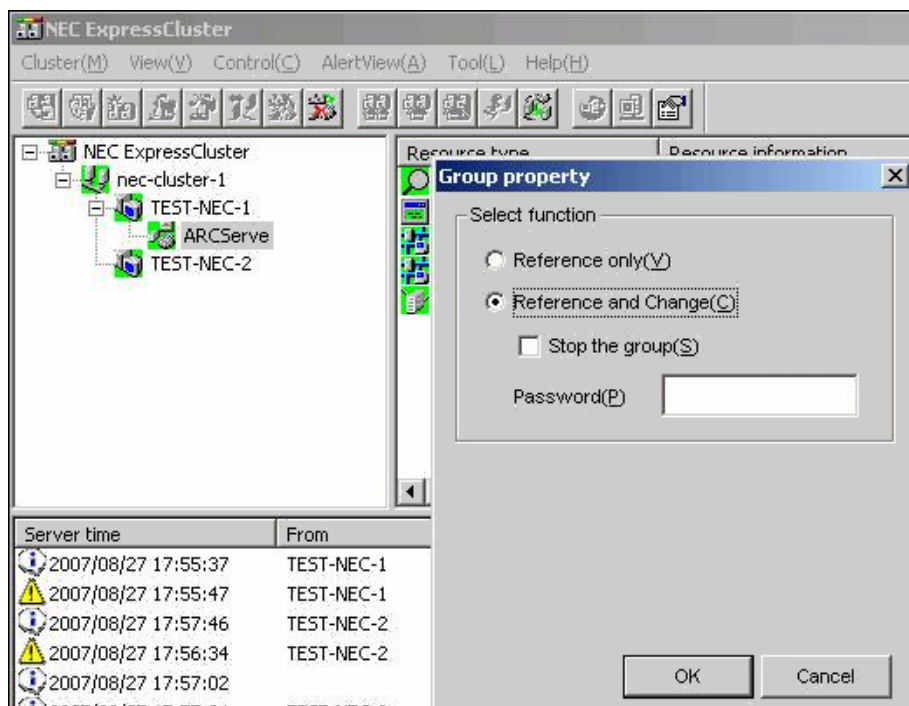 NEC ExpressCluster
Cluster(M) View(V) Control(C) AlertView(A) Tool(L) Help(H)
NEC ExpressCluster
nec-cluster-1
TEST-NEC-1
ARCServe
TEST-NEC-2
Resource type Resource information
Group property
Select function
Reference only(V)
Reference and Change(C)
Stop the group(S)
Password(P)
OK Cancel
Server time From
2007/08/27 17:55:37 TEST-NEC-1
2007/08/27 17:55:47 TEST-NEC-1
2007/08/27 17:57:46 TEST-NEC-2
2007/08/27 17:56:34 TEST-NEC-2
2007/08/27 17:57:02